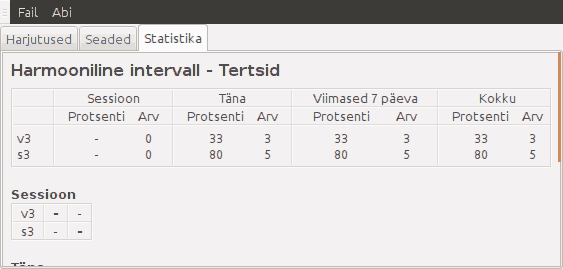 Fail Abi
Harjutused Seaded Statistika
Harmooniline intervall - Tertsid
Sessioon Täna Viimased 7 päeva Kokku
Protsenti Arv Protsenti Arv Protsenti Arv Protsenti Arv
v3 - 0 33 3 33 3 33 3
s3 - 0 80 5 80 5 80 5
Sessioon
v3 - -
s3 - -
Täna